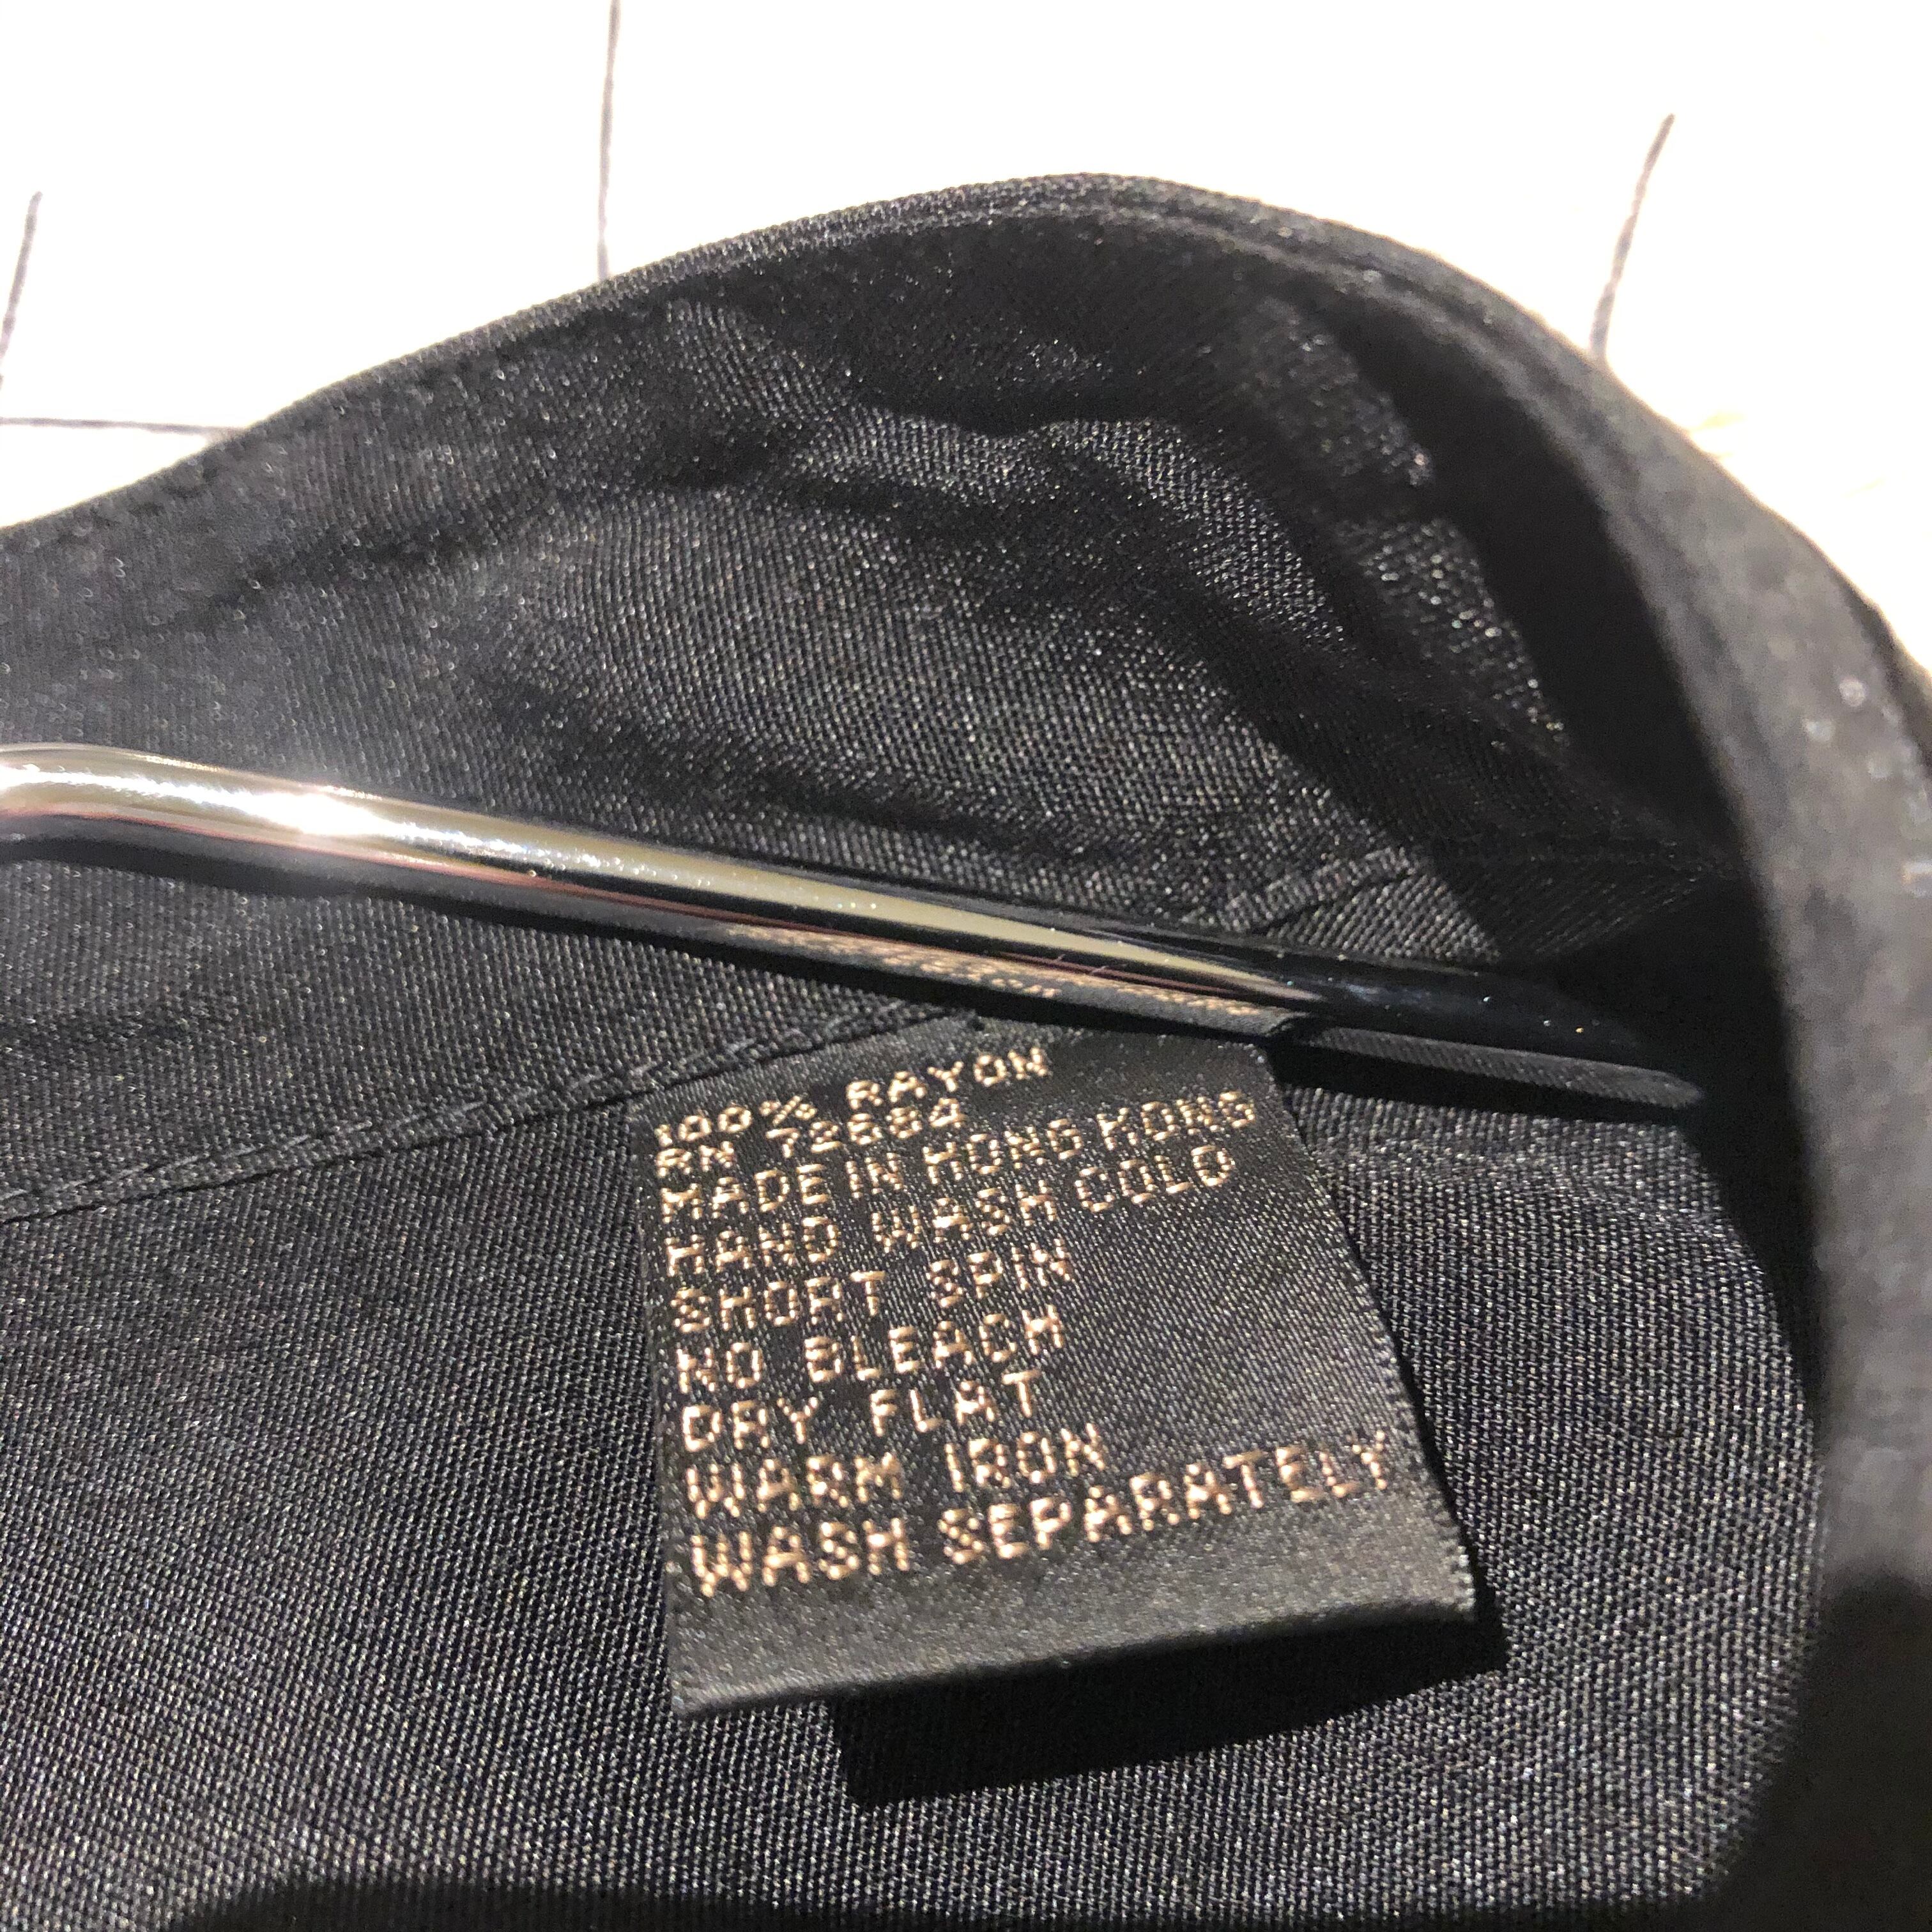 100% RAYON
RN 73684
MADE IN HONG KONG
HAND WASH COLD
SHORT SPIN
NO BLEACH
DRY FLAT
WARM IRON
WASH SEPARATELY